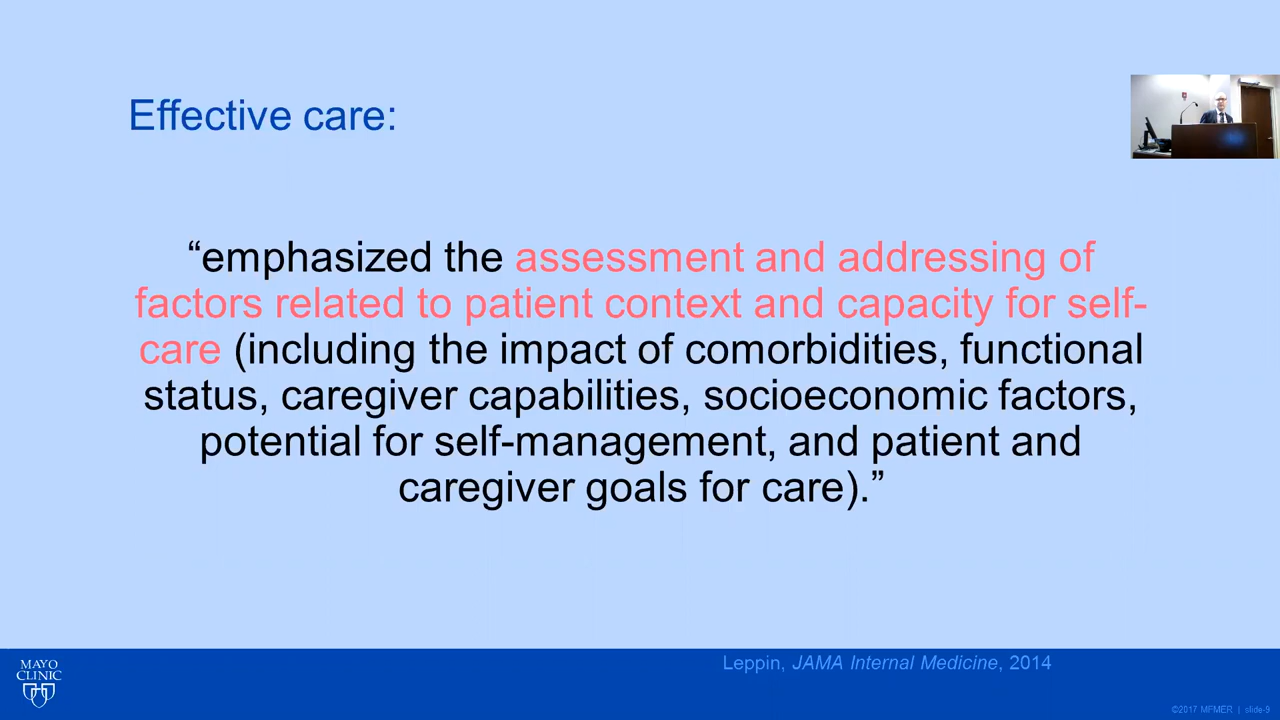 Effective care:
“emphasized the assessment and addressing of
factors related to patient context and capacity for self-
care (including the impact of comorbidities, functional
status, caregiver capabilities, socioeconomic factors,
potential for self-management, and patient and
caregiver goals for care).”
Leppin, JAMA Internal Medicine, 2014
MAYO
CLINIC
©2017 MFMER | slide-9